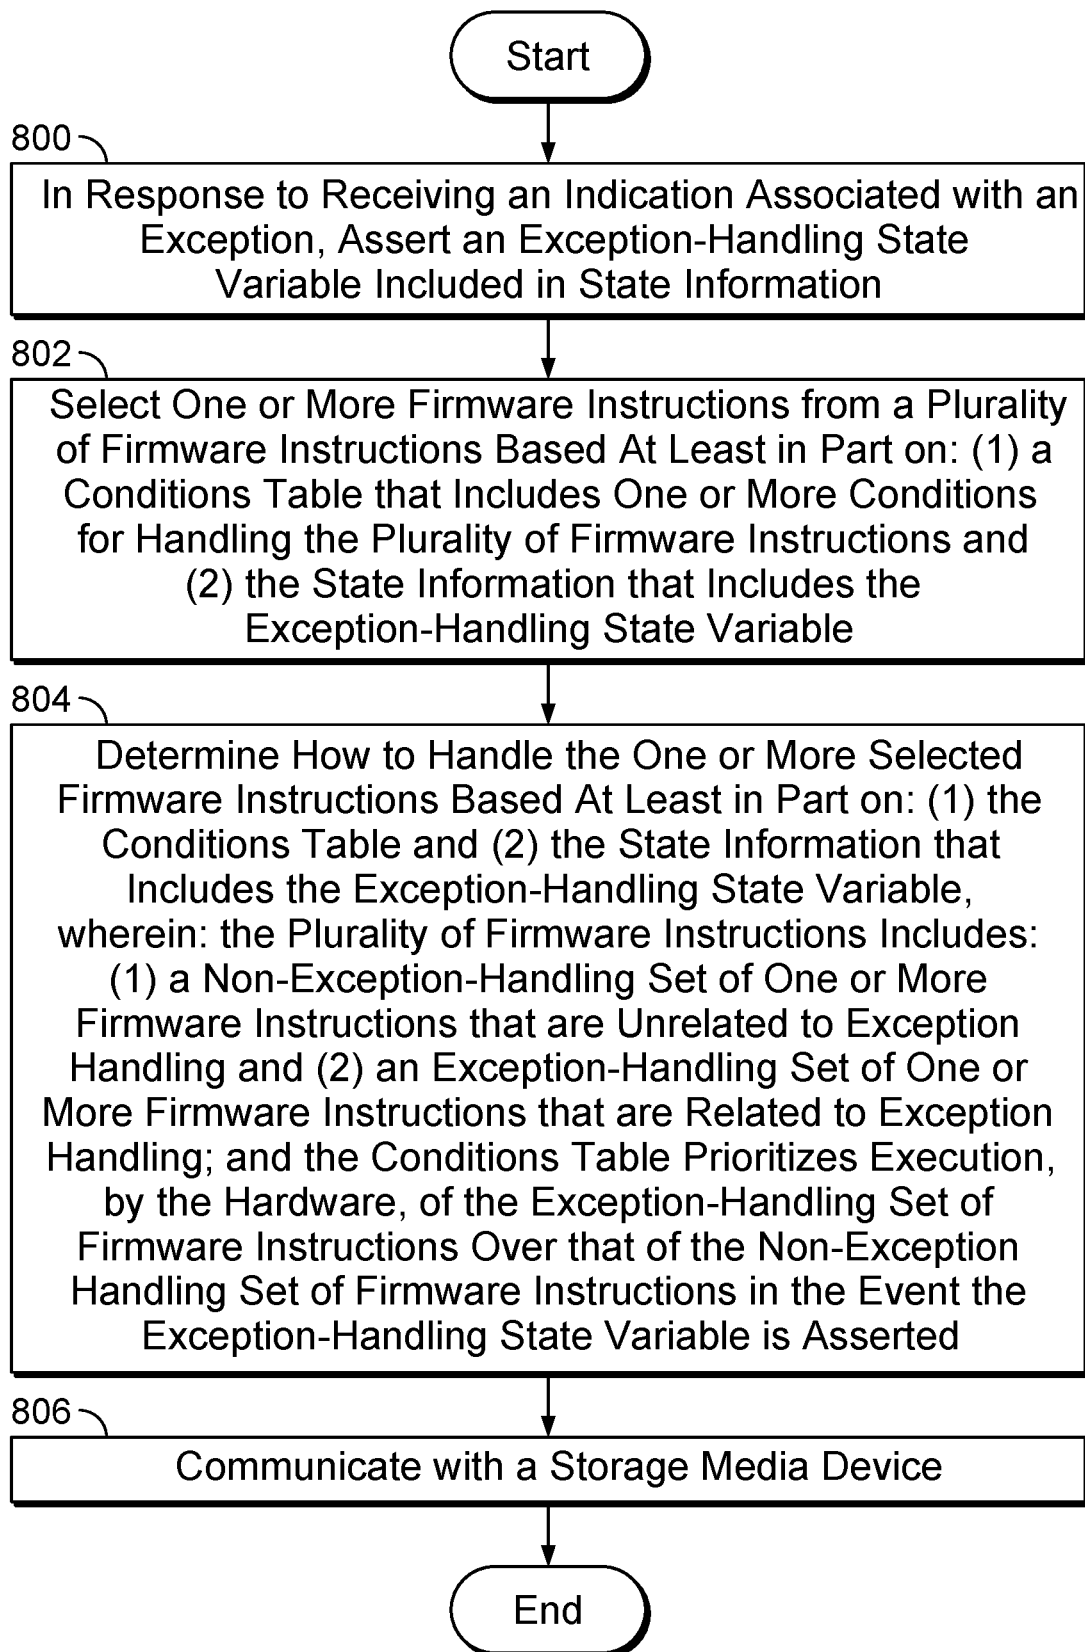 Start
800
In Response to Receiving an Indication Associated with an
Exception, Assert an Exception-Handling State
Variable Included in State Information
802
Select One or More Firmware Instructions from a Plurality
of Firmware Instructions Based At Least in Part on: (1) a
Conditions Table that Includes One or More Conditions
for Handling the Plurality of Firmware Instructions and
(2) the State Information that Includes the
Exception-Handling State Variable
804
Determine How to Handle the One or More Selected
Firmware Instructions Based At Least in Part on: (1) the
Conditions Table and (2) the State Information that
Includes the Exception-Handling State Variable,
wherein: the Plurality of Firmware Instructions Includes:
(1) a Non-Exception-Handling Set of One or More
Firmware Instructions that are Unrelated to Exception
Handling and (2) an Exception-Handling Set of One or
More Firmware Instructions that are Related to Exception
Handling; and the Conditions Table Prioritizes Execution,
by the Hardware, of the Exception-Handling Set of
Firmware Instructions Over that of the Non-Exception
Handling Set of Firmware Instructions in the Event the
Exception-Handling State Variable is Asserted
806
Communicate with a Storage Media Device
End